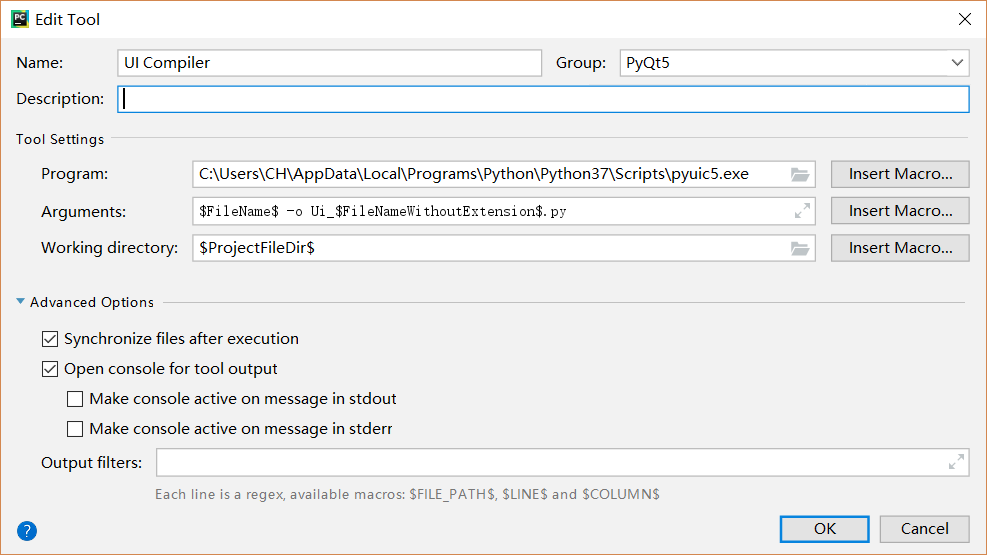 PC Edit Tool
Name: UI Compiler Group: PyQt5
Description:
Tool Settings
Program: C:\Users\CH\AppData\Local\Programs\Python\Python37\Scripts\pyuic5.exe Insert Macro...
Arguments: $FileName$ -o Ui_$FileNameWithoutExtension$.py Insert Macro...
Working directory: $ProjectFileDir$ Insert Macro...
Advanced Options
Synchronize files after execution
Open console for tool output
Make console active on message in stdout
Make console active on message in stderr
Output filters:
Each line is a regex, available macros: $FILE_PATH$, $LINE$ and $COLUMN$
? OK Cancel